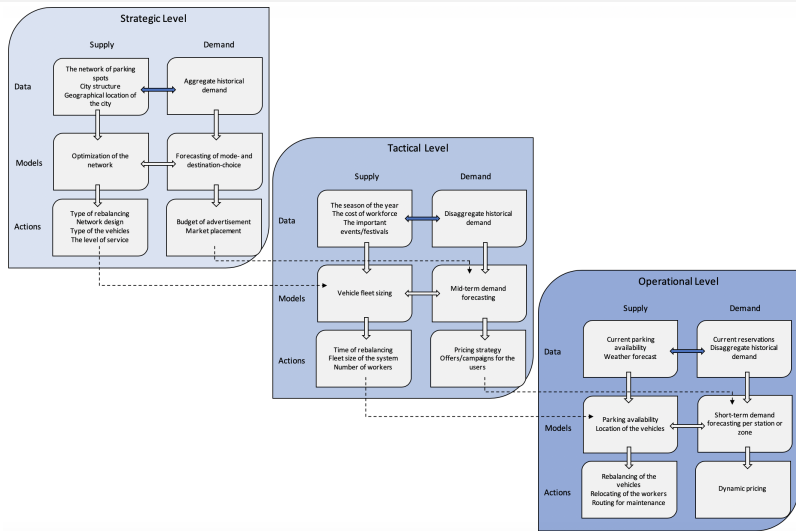 Strategic Level
Supply
Demand
Data
The network of parking
spots
City structure
Geographical location of
the city
Aggregate historical
demand
Models
Optimization of the
network
Forecasting of mode- and
destination-choice
Actions
Type of rebalancing
Network design
Type of the vehicles
The level of service
Budget of advertisement
Market placement
Tactical Level
Supply
Demand
Data
The season of the year
The cost of workforce
The important
events/festivals
Disaggregate historical
demand
Models
Vehicle fleet sizing
Mid-term demand
forecasting
Actions
Time of rebalancing
Fleet size of the system
Number of workers
Pricing strategy
Offers/campaigns for the
users
Operational Level
Supply
Demand
Data
Current parking
availability
Weather forecast
Current reservations
Disaggregate historical
demand
Models
Parking availability
Location of the vehicles
Short-term demand
forecasting per station or
zone
Actions
Rebalancing of the
vehicles
Relocating of the workers
Routing for maintenance
Dynamic pricing